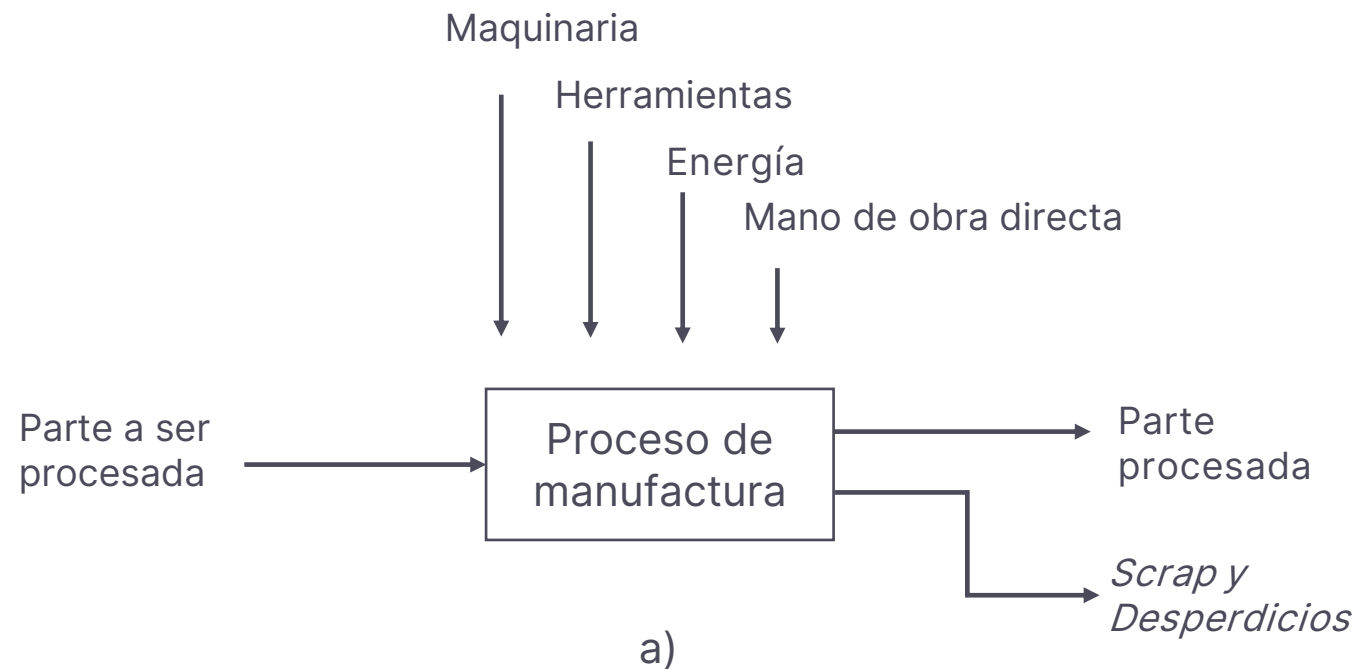 Maquinaria
Herramientas
Energía
Mano de obra directa
Parte a ser
procesada
Proceso de
manufactura
Parte
procesada
Scrap y
Desperdicios
a)